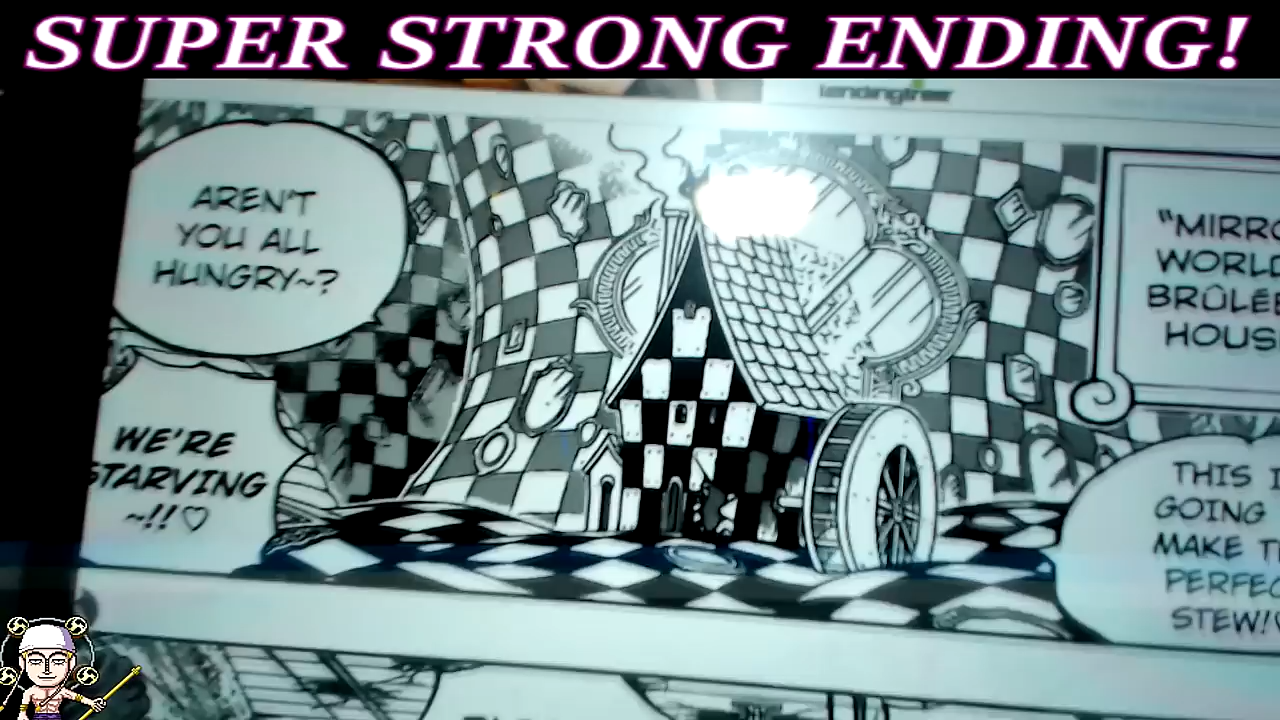 SUPER STRONG ENDING!
lendingtree
AREN'T
YOU ALL
HUNGRY~?
"MIRRO
WORLD
BRÛLÉE
HOUS
WE'RE
STARVING
~!!♡
THIS I
GOING
MAKE T
PERFEC
STEW!